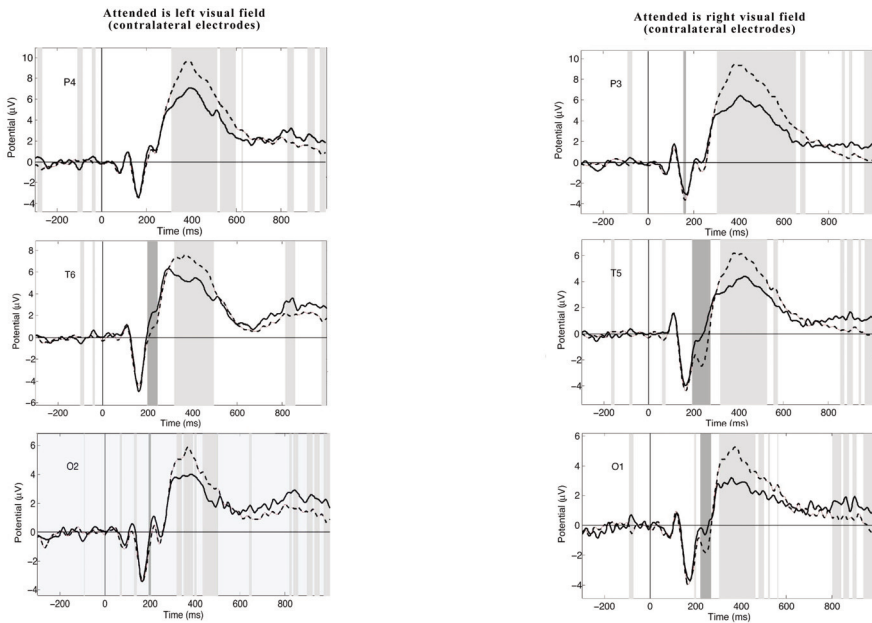 Attended is left visual field
(contralateral electrodes)
Attended is right visual field
(contralateral electrodes)
P4
Potential (µV)
10
8
6
4
2
0
−2
−4
−200 0 200 400 600 800
Time (ms)
T6
Potential (µV)
8
6
4
2
0
−2
−4
−6
−200 0 200 400 600 800
Time (ms)
O2
Potential (µV)
6
4
2
0
−2
−4
−200 0 200 400 600 800
Time (ms)
P3
Potential (µV)
10
8
6
4
2
0
−2
−4
−200 0 200 400 600 800
Time (ms)
T5
Potential (µV)
6
4
2
0
−2
−4
−200 0 200 400 600 800
Time (ms)
O1
Potential (µV)
6
4
2
0
−2
−4
−200 0 200 400 600 800
Time (ms)